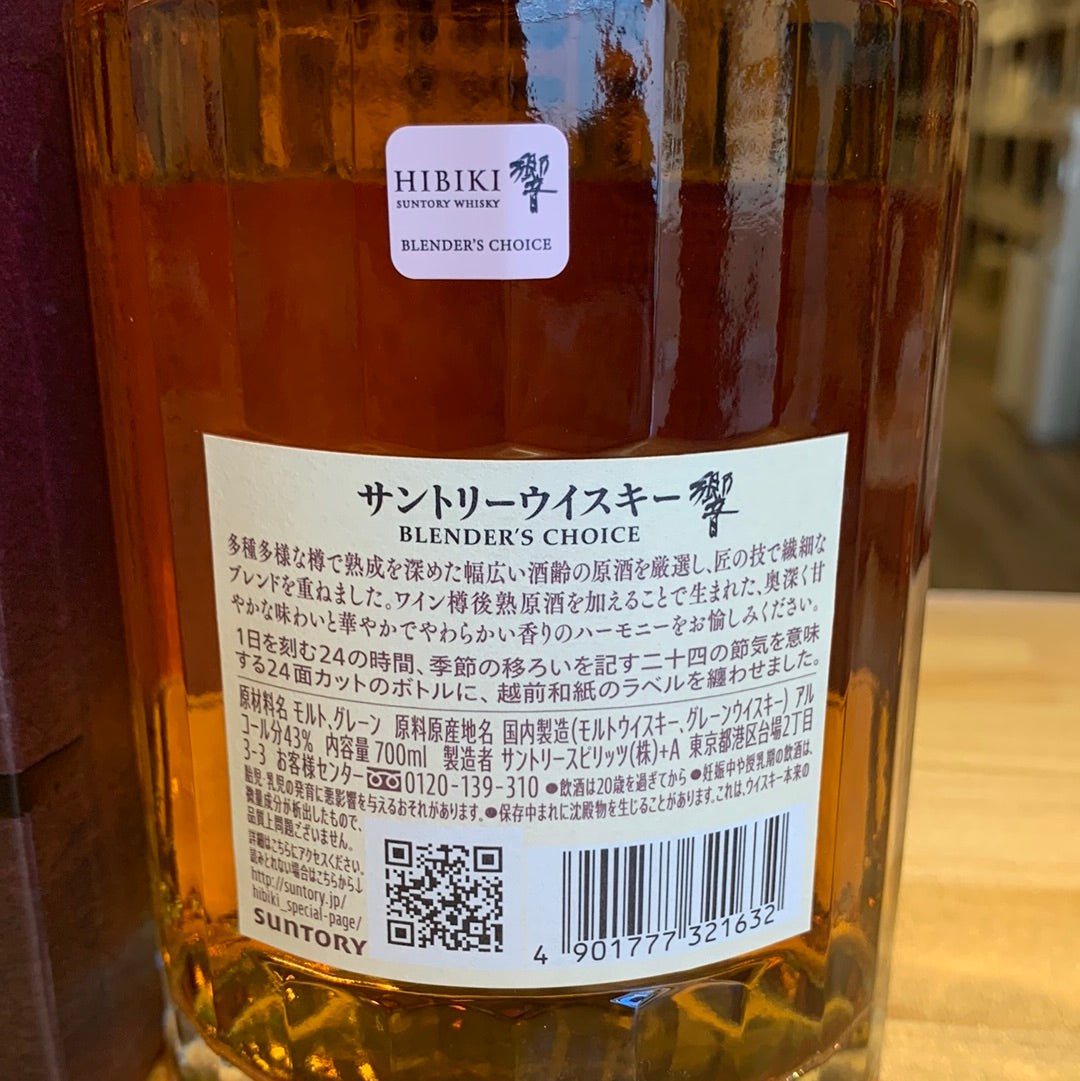 HIBIKI 響
SUNTORY WHISKY
BLENDER'S CHOICE
サントリーウイスキー 響
BLENDER'S CHOICE
多種多様な樽で熟成を深めた幅広い酒齢の原酒を厳選し、匠の技で繊細な
ブレンドを重ねました。ワイン樽後熟原酒を加えることで生まれた、奥深く甘
やかな味わいと華やかでやわらかい香りのハーモニーをお愉しみください。
1日を刻む24の時間、季節の移ろいを記す二十四の節気を意味
する24面カットのボトルに、越前和紙のラベルを纏わせました。
原材料名 モルト、グレーン 原料原産地名 国内製造(モルトウイスキー、グレーンウイスキー) アル
コール分43% 内容量 700ml 製造者 サントリースピリッツ(株)+A 東京都港区台場2丁目
3-3 お客様センター 0120-139-310 ●飲酒は20歳を過ぎてから ●妊娠中や授乳期の飲酒は、
胎児・乳児の発育に悪影響を与えるおそれがあります。●保存中まれに沈殿物を生じることがあります。これは、ウイスキー本来の
微量成分が析出したもので、
品質上問題ございません。
詳細はこちらにアクセスください。
読みとれない場合はこちらから↓
http://suntory.jp/
hibiki_special-page/
SUNTORY
4 901777 321632